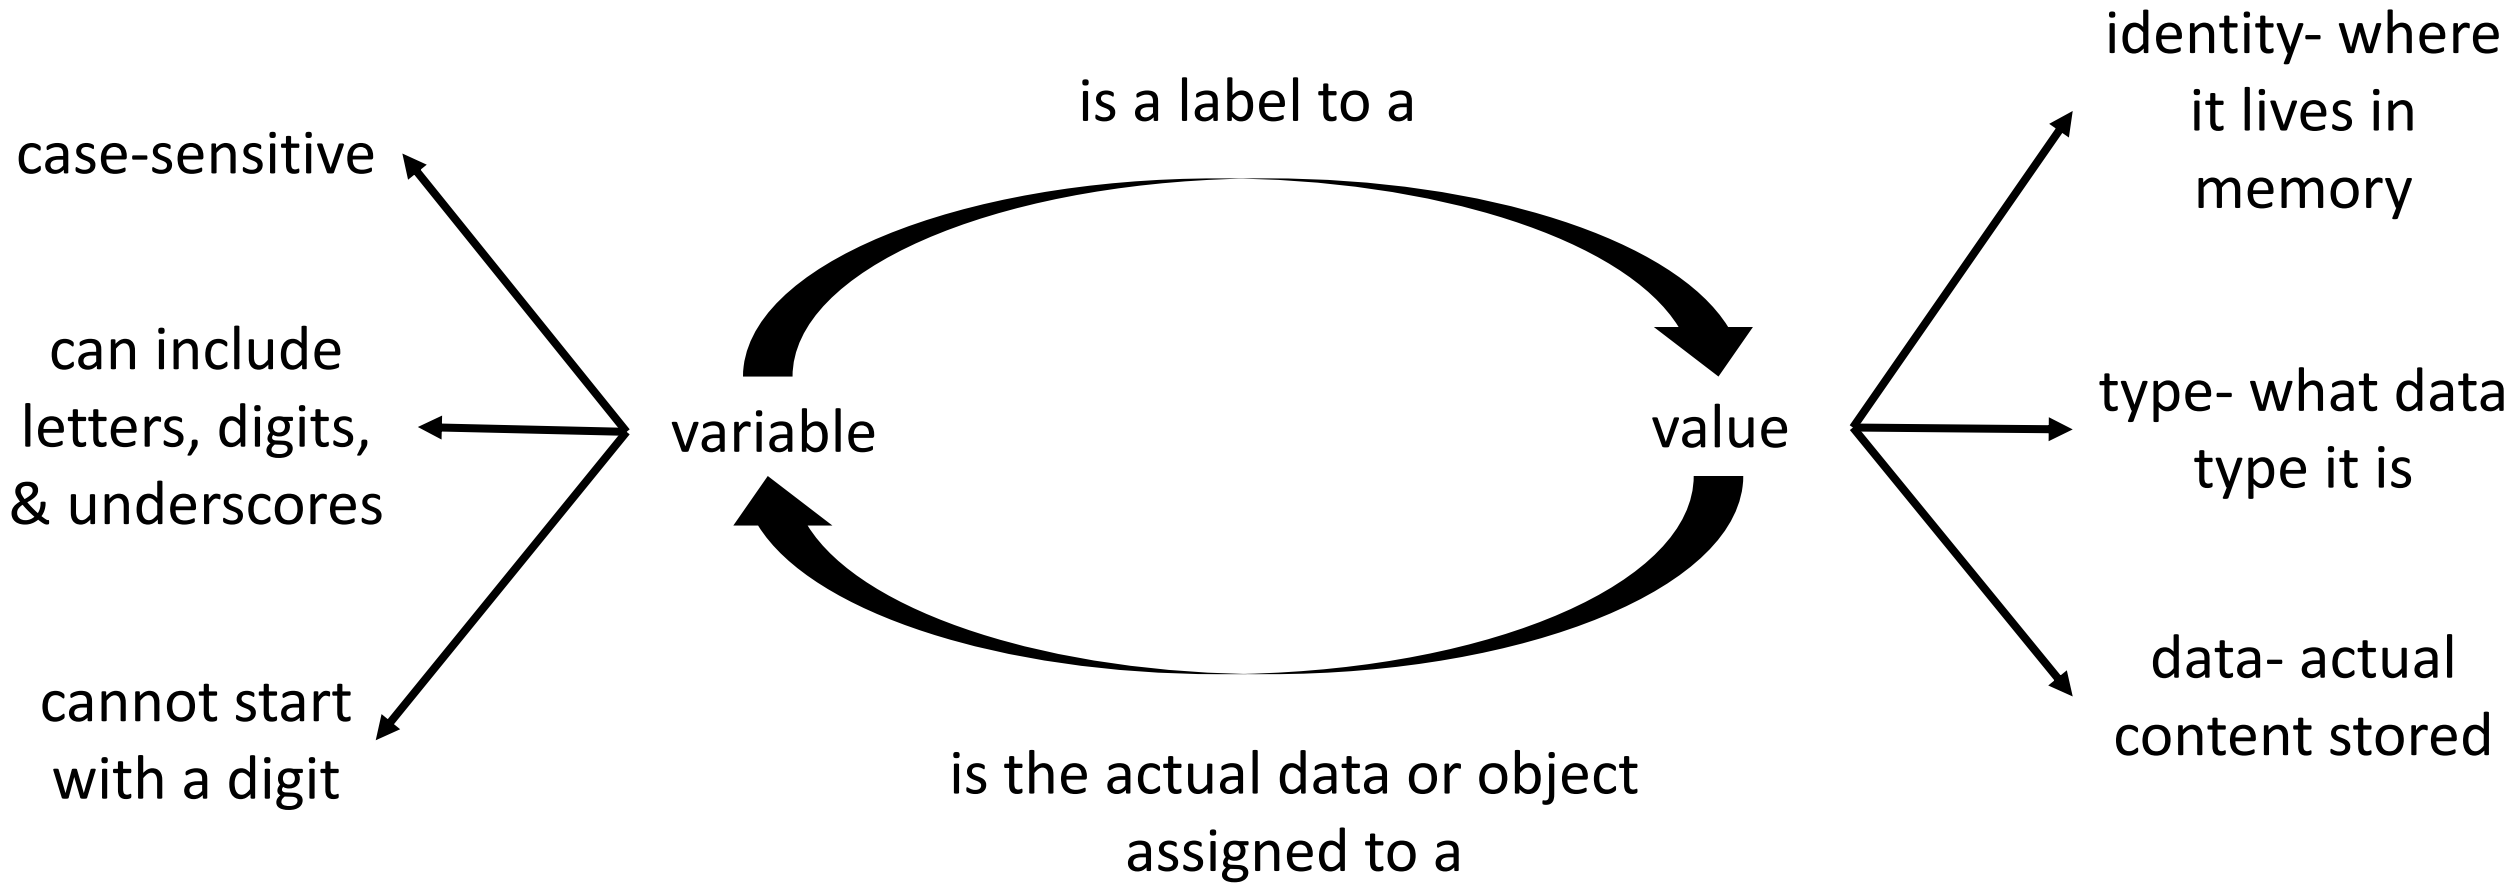 case-sensitive
can include
letters, digits,
& underscores
cannot start
with a digit
is a label to a
variable
value
is the actual data or object
assigned to a
identity- where
it lives in
memory
type- what data
type it is
data- actual
content stored